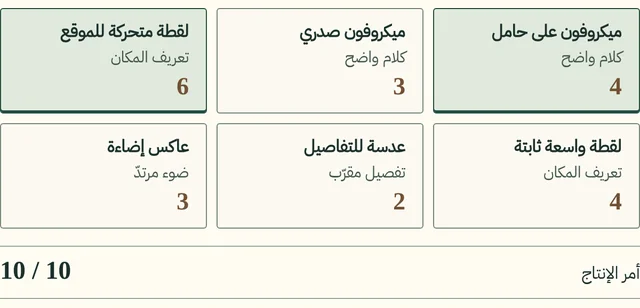 ميكروفون على حامل
كلام واضح
4
ميكروفون صدري
كلام واضح
3
لقطة متحركة للموقع
تعريف المكان
6
لقطة واسعة ثابتة
تعريف المكان
4
عدسة للتفاصيل
تفصيل مقرّب
2
عاكس إضاءة
ضوء مرتدّ
3
أمر الإنتاج
10 / 10